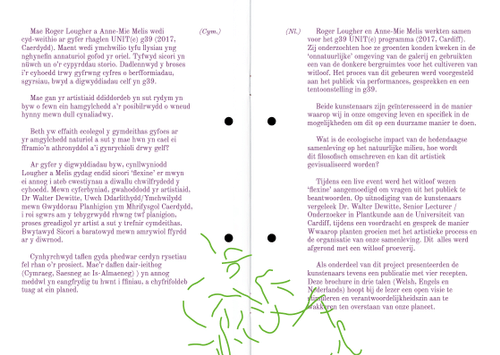 Mae Roger Lougher a Anne-Mie Melis wedi
cyd-weithio ar gyfer rhaglen UNIT(e) g39 (2017,
Caerdydd). Maent wedi ymchwilio tyfu llysiau yng
nghynefin annaturiol gofod yr oriel. Tyfwyd sicori yn
nüwch un o'r cypyrddau storio. Dadlennwyd y broses
i'r cyhoedd trwy gyfrwng cyfres o berfformiadau,
sgyrsiau, bwyd a digwyddiadau celf yn g39.
Mae gan yr artistiaid ddiddordeb yn sut rydym yn
byw o fewn ein hamgylchedd a'r posibilrwydd o wneud
hynny mewn dull cynaliadwy.
Beth yw effaith ecolegol y gymdeithas gyfoes ar
yr amgylchedd naturiol a sut y mae hwn yn cael ei
fframio'n athronyddol a'i gynrychioli drwy gelf?
Ar gyfer y digwyddiadau byw, cynllwyniodd
Lougher a Melis gydag endid sicori 'flexine' er mwyn
ei annog i ateb cwestiynau a diwallu chwilfrydedd y
cyhoedd. Mewn cyferbyniad, gwahoddodd yr artistiaid,
Dr Walter Dewitte, Uwch Ddarlithydd/Ymchwilydd
mewn Gwyddorau Planhigion ym Mhrifysgol Caerdydd,
i roi sgwrs am y tebygrwydd rhwng twf planigion,
proses greadigol yr artist a sut y trefnir cymdeithas.
Bwytawyd Sicori a baratowyd mewn amrywiol ffyrdd
ar y diwrnod.
Cynhyrchwyd taflen gyda phedwar cerdyn rysetiau
fel rhan o'r prosiect. Mae'r daflen dair-ieithog
(Cymraeg, Saesneg ac Is-Almaeneg) yn annog
meddwl yn eangfrydig tu hwnt i ffiniau, a chyfrifoldeb
tuag at ein planed.
(Cym.)
(Nl.)
Roger Lougher en Anne-Mie Melis werkten samen
voor het g39 UNIT(e) programma (2017, Cardiff).
Zij onderzochten hoe ze groenten konden kweken in de
'onnatuurlijke' omgeving van de galerij en gebruikten
een van de donkere bergruimtes voor het cultiveren van
witloof. Het proces van dit gebeuren werd voorgesteld
aan het publiek via performances, gesprekken en een
tentoonstelling in g39.
Beide kunstenaars zijn geïnteresseerd in de manier
waarop wij in onze omgeving leven en specifiek in de
mogelijkheden om dit op een duurzame manier te doen.
Wat is de ecologische impact van de hedendaagse
samenleving op het natuurlijke milieu, hoe wordt
dit filosofisch omschreven en kan dit artistiek
gevisualiseerd worden?
Tijdens een live event werd het witloof wezen
'flexine' aangemoedigd om vragen uit het publiek te
beantwoorden. Op uitnodiging van de kunstenaars
vergeleek Dr. Walter Dewitte, Senior Lecturer /
Onderzoeker in Plantkunde aan de Universiteit van
Cardiff, tijdens een voordracht en gesprek de manier
Wwaarop planten groeien met het artistieke process en
de organisatie van onze samenleving. Dit alles werd
afgerond met een witloof proeverij.
Als onderdeel van dit project presenteerden de
kunstenaars tevens een publicatie met vier recepten.
Deze brochure in drie talen (Welsh, Engels en
Nederlands) hoopt bij de lezer een open visie te
stimuleren en verantwoordelijkheidszin aan te
wakkeren ten overstaan van onze planeet.